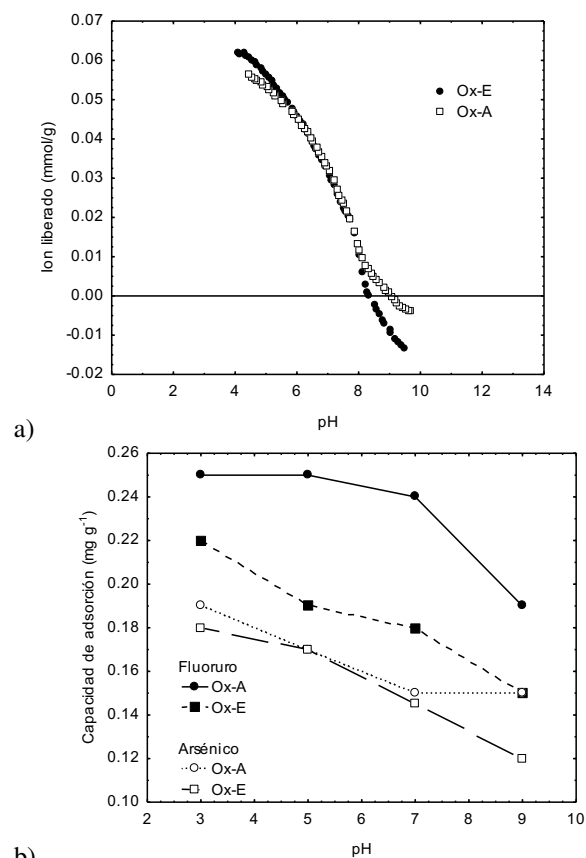 a)
Ion liberado (mmol/g)
0.07
0.06
0.05
0.04
0.03
0.02
0.01
0.00
-0.01
-0.02
Ox-E
Ox-A
0 2 4 6 8 10 12 14
pH
b)
Capacidad de adsorción (mg g⁻¹)
0.26
0.24
0.22
0.20
0.18
0.16
0.14
0.12
0.10
Fluoruro
Ox-A
Ox-E
Arsénico
Ox-A
Ox-E
2 3 4 5 6 7 8 9 10
pH